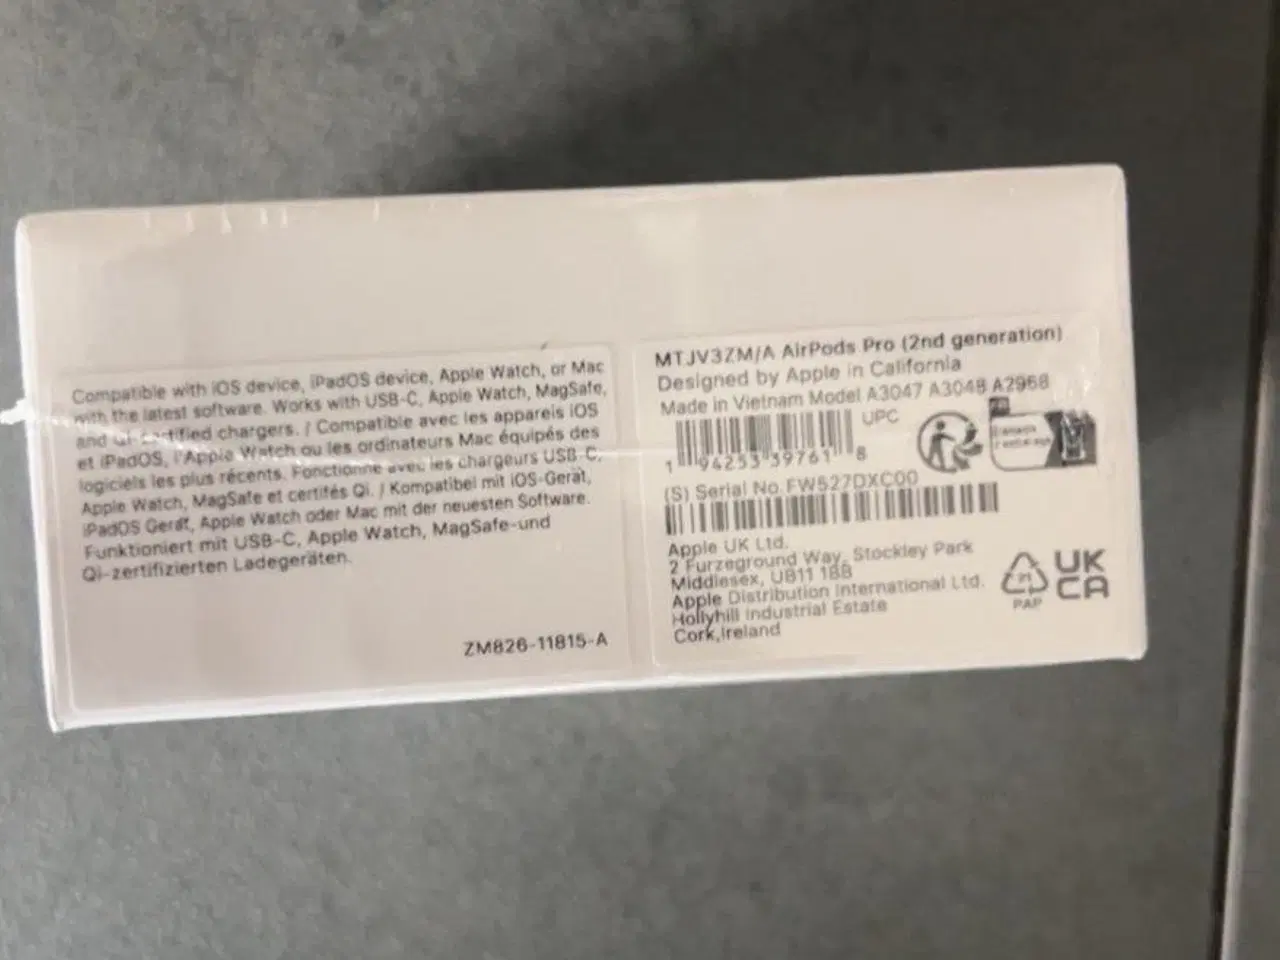 Compatible with iOS device, iPadOS device, Apple Watch, or Mac
with the latest software. Works with USB-C, Apple Watch, MagSafe,
and Qi-certified chargers. / Compatible avec les appareils iOS
et iPadOS, l'Apple Watch ou les ordinateurs Mac équipés des
logiciels les plus récents. Fonctionne avec les chargeurs USB-C,
Apple Watch, MagSafe et certifés Qi. / Kompatibel mit iOS-Gerät,
iPadOS Gerät, Apple Watch oder Mac mit der neuesten Software.
Funktioniert mit USB-C, Apple Watch, MagSafe-und
Qi-zertifizierten Ladegeräten.
ZM826-11815-A
MTJV3ZM/A AirPods Pro (2nd generation)
Designed by Apple in California
Made in Vietnam Model A3047 A3048 A2968
UPC
1 94253 39761 8
(S) Serial No. FW527DXC00
Apple UK Ltd.
2 Furzeground Way, Stockley Park
Middlesex, UB11 1BB
Apple Distribution International Ltd.
Hollyhill Industrial Estate
Cork,Ireland
21
PAP
UK
CA